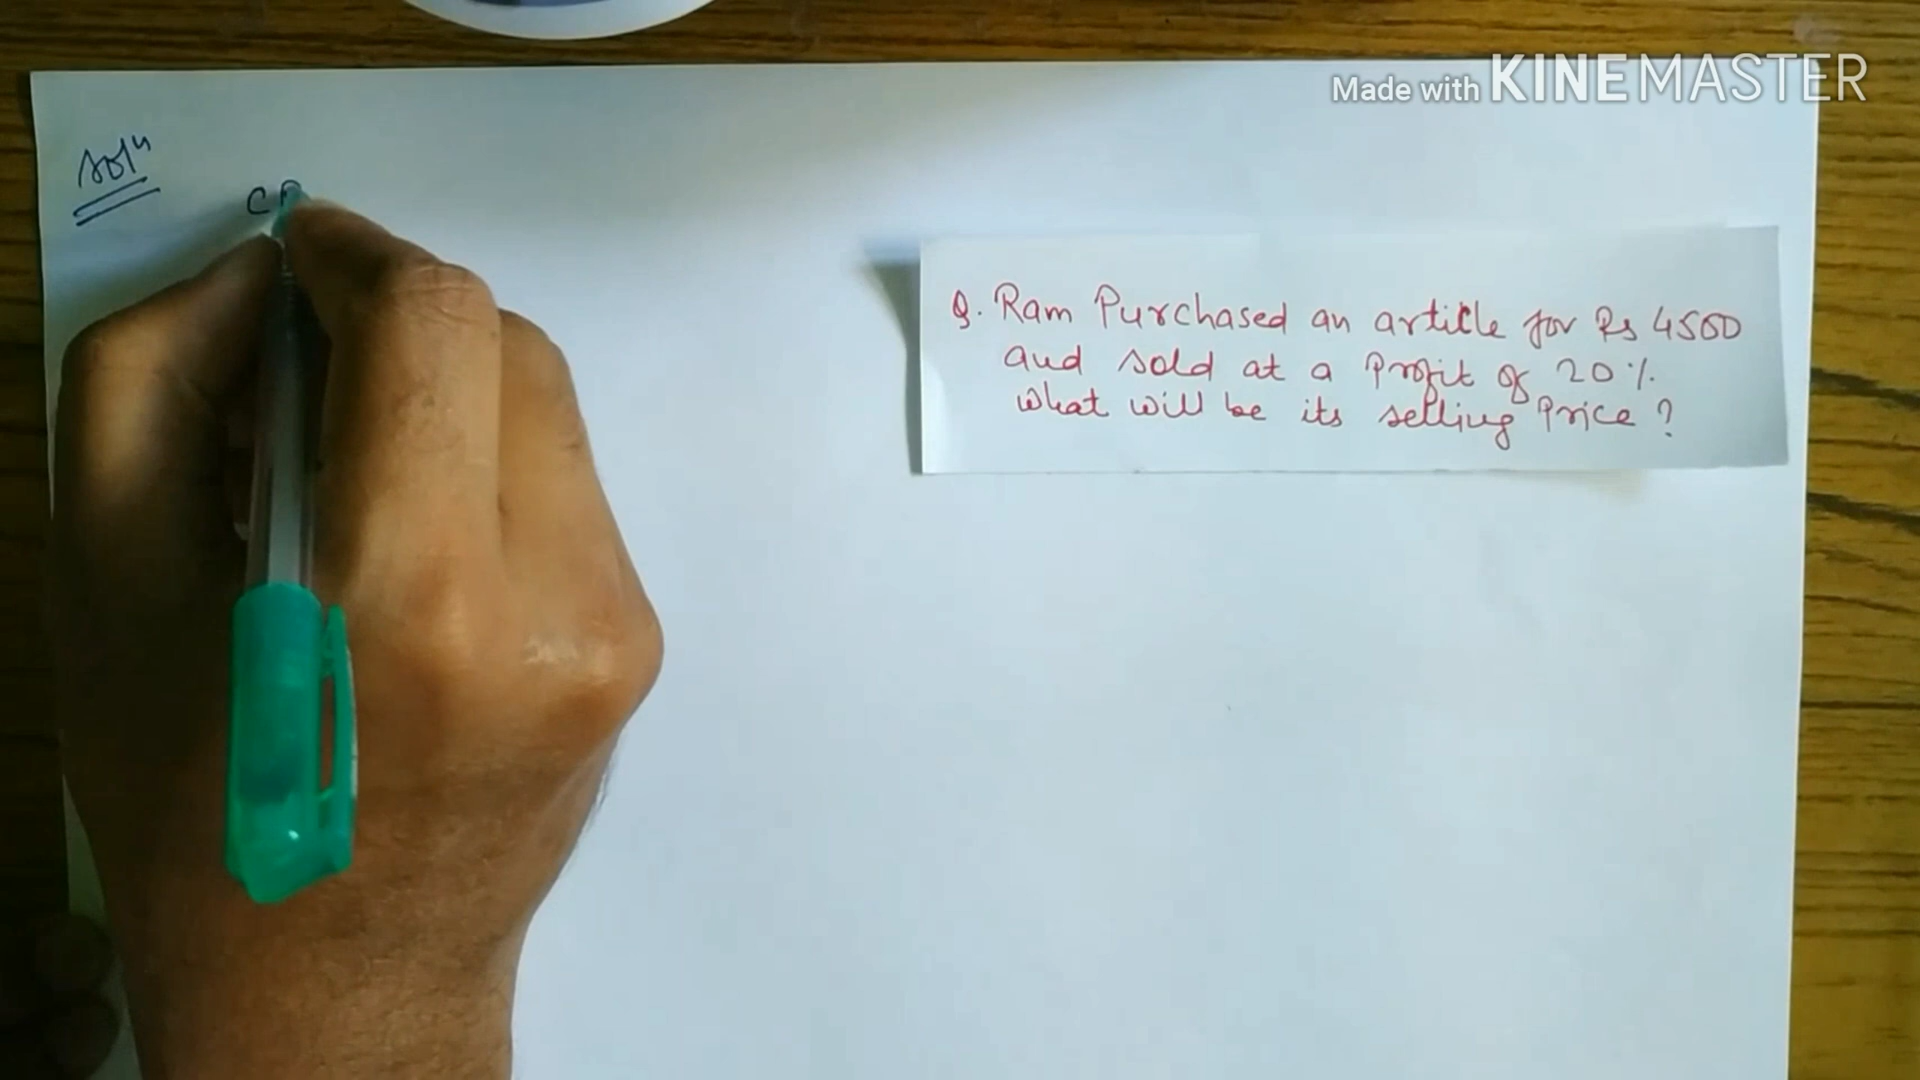 Made with KINEMASTER
Soln
CP
Q. Ram Purchased an article for Rs 4500
and sold at a Profit of 20%.
What will be its selling Price ?